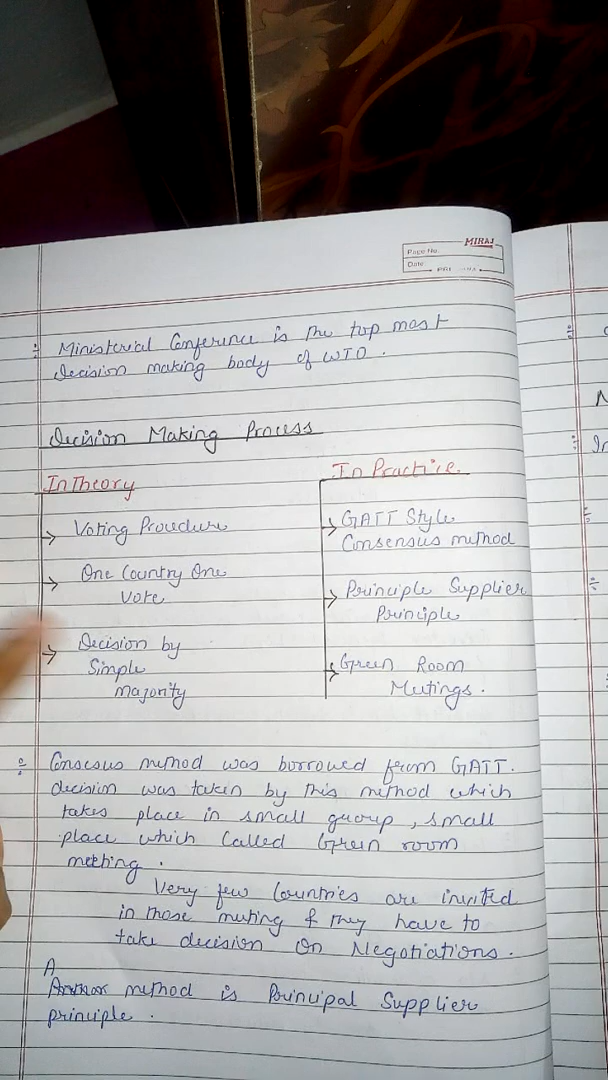 MIRAJ
Page No.
Date:
Ministerial Conference is the top most
decision making body of WTO.
Decision Making Process
In Theory
→ Voting Procedure
→ One Country One
Vote
→ Decision by
Simple
majority
In Practice
→ GATT Style
Consensus method
→ Principle Supplier
Principle
→ Green Room
Meetings.
Conscous method was borrowed from GATT.
decision was taken by this method which
takes place in small group, small
place which Called Green room
meeting.
Very few Countries are invited
in those muting & they have to
take decision on Negotiations.
A
method is Principal Supplier
principle.